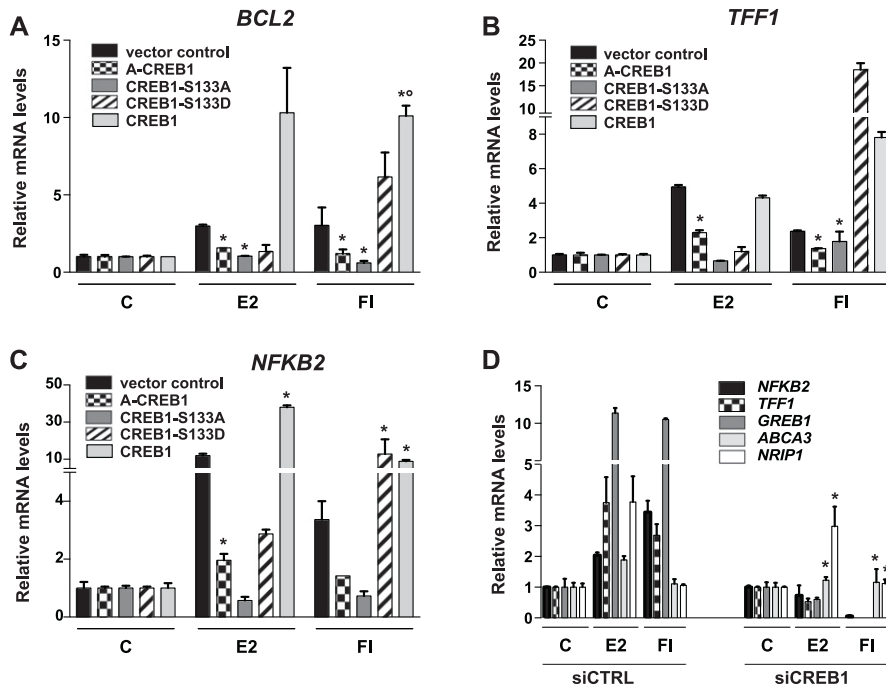 A
BCL2
Relative mRNA levels
15
10
5
0
vector control
A-CREB1
CREB1-S133A
CREB1-S133D
CREB1
* * * * *°
C E2 FI
B
TFF1
Relative mRNA levels
25
20
15
10
8
6
4
2
0
vector control
A-CREB1
CREB1-S133A
CREB1-S133D
CREB1
* * *
C E2 FI
C
NFKB2
Relative mRNA levels
50
30
10
4
2
0
vector control
A-CREB1
CREB1-S133A
CREB1-S133D
CREB1
* * * *
C E2 FI
D
Relative mRNA levels
15
10
5
4
3
2
1
0
NFKB2
TFF1
GREB1
ABCA3
NRIP1
* * * *
C E2 FI C E2 FI
siCTRL siCREB1